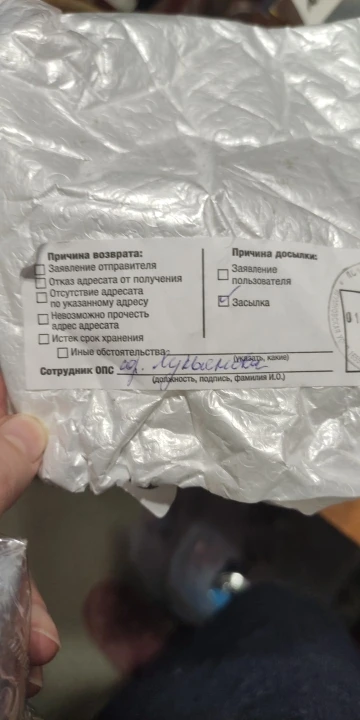 Причина возврата:
Заявление отправителя
Отказ адресата от получения
Отсутствие адресата
по указанному адресу
Невозможно прочесть
адрес адресата
Истек срок хранения
Иные обстоятельства
(указать, какие)
Сотрудник ОПС
(должность, подпись, фамилия И.О.)
Причина досылки:
Заявление
пользователя
Засылка